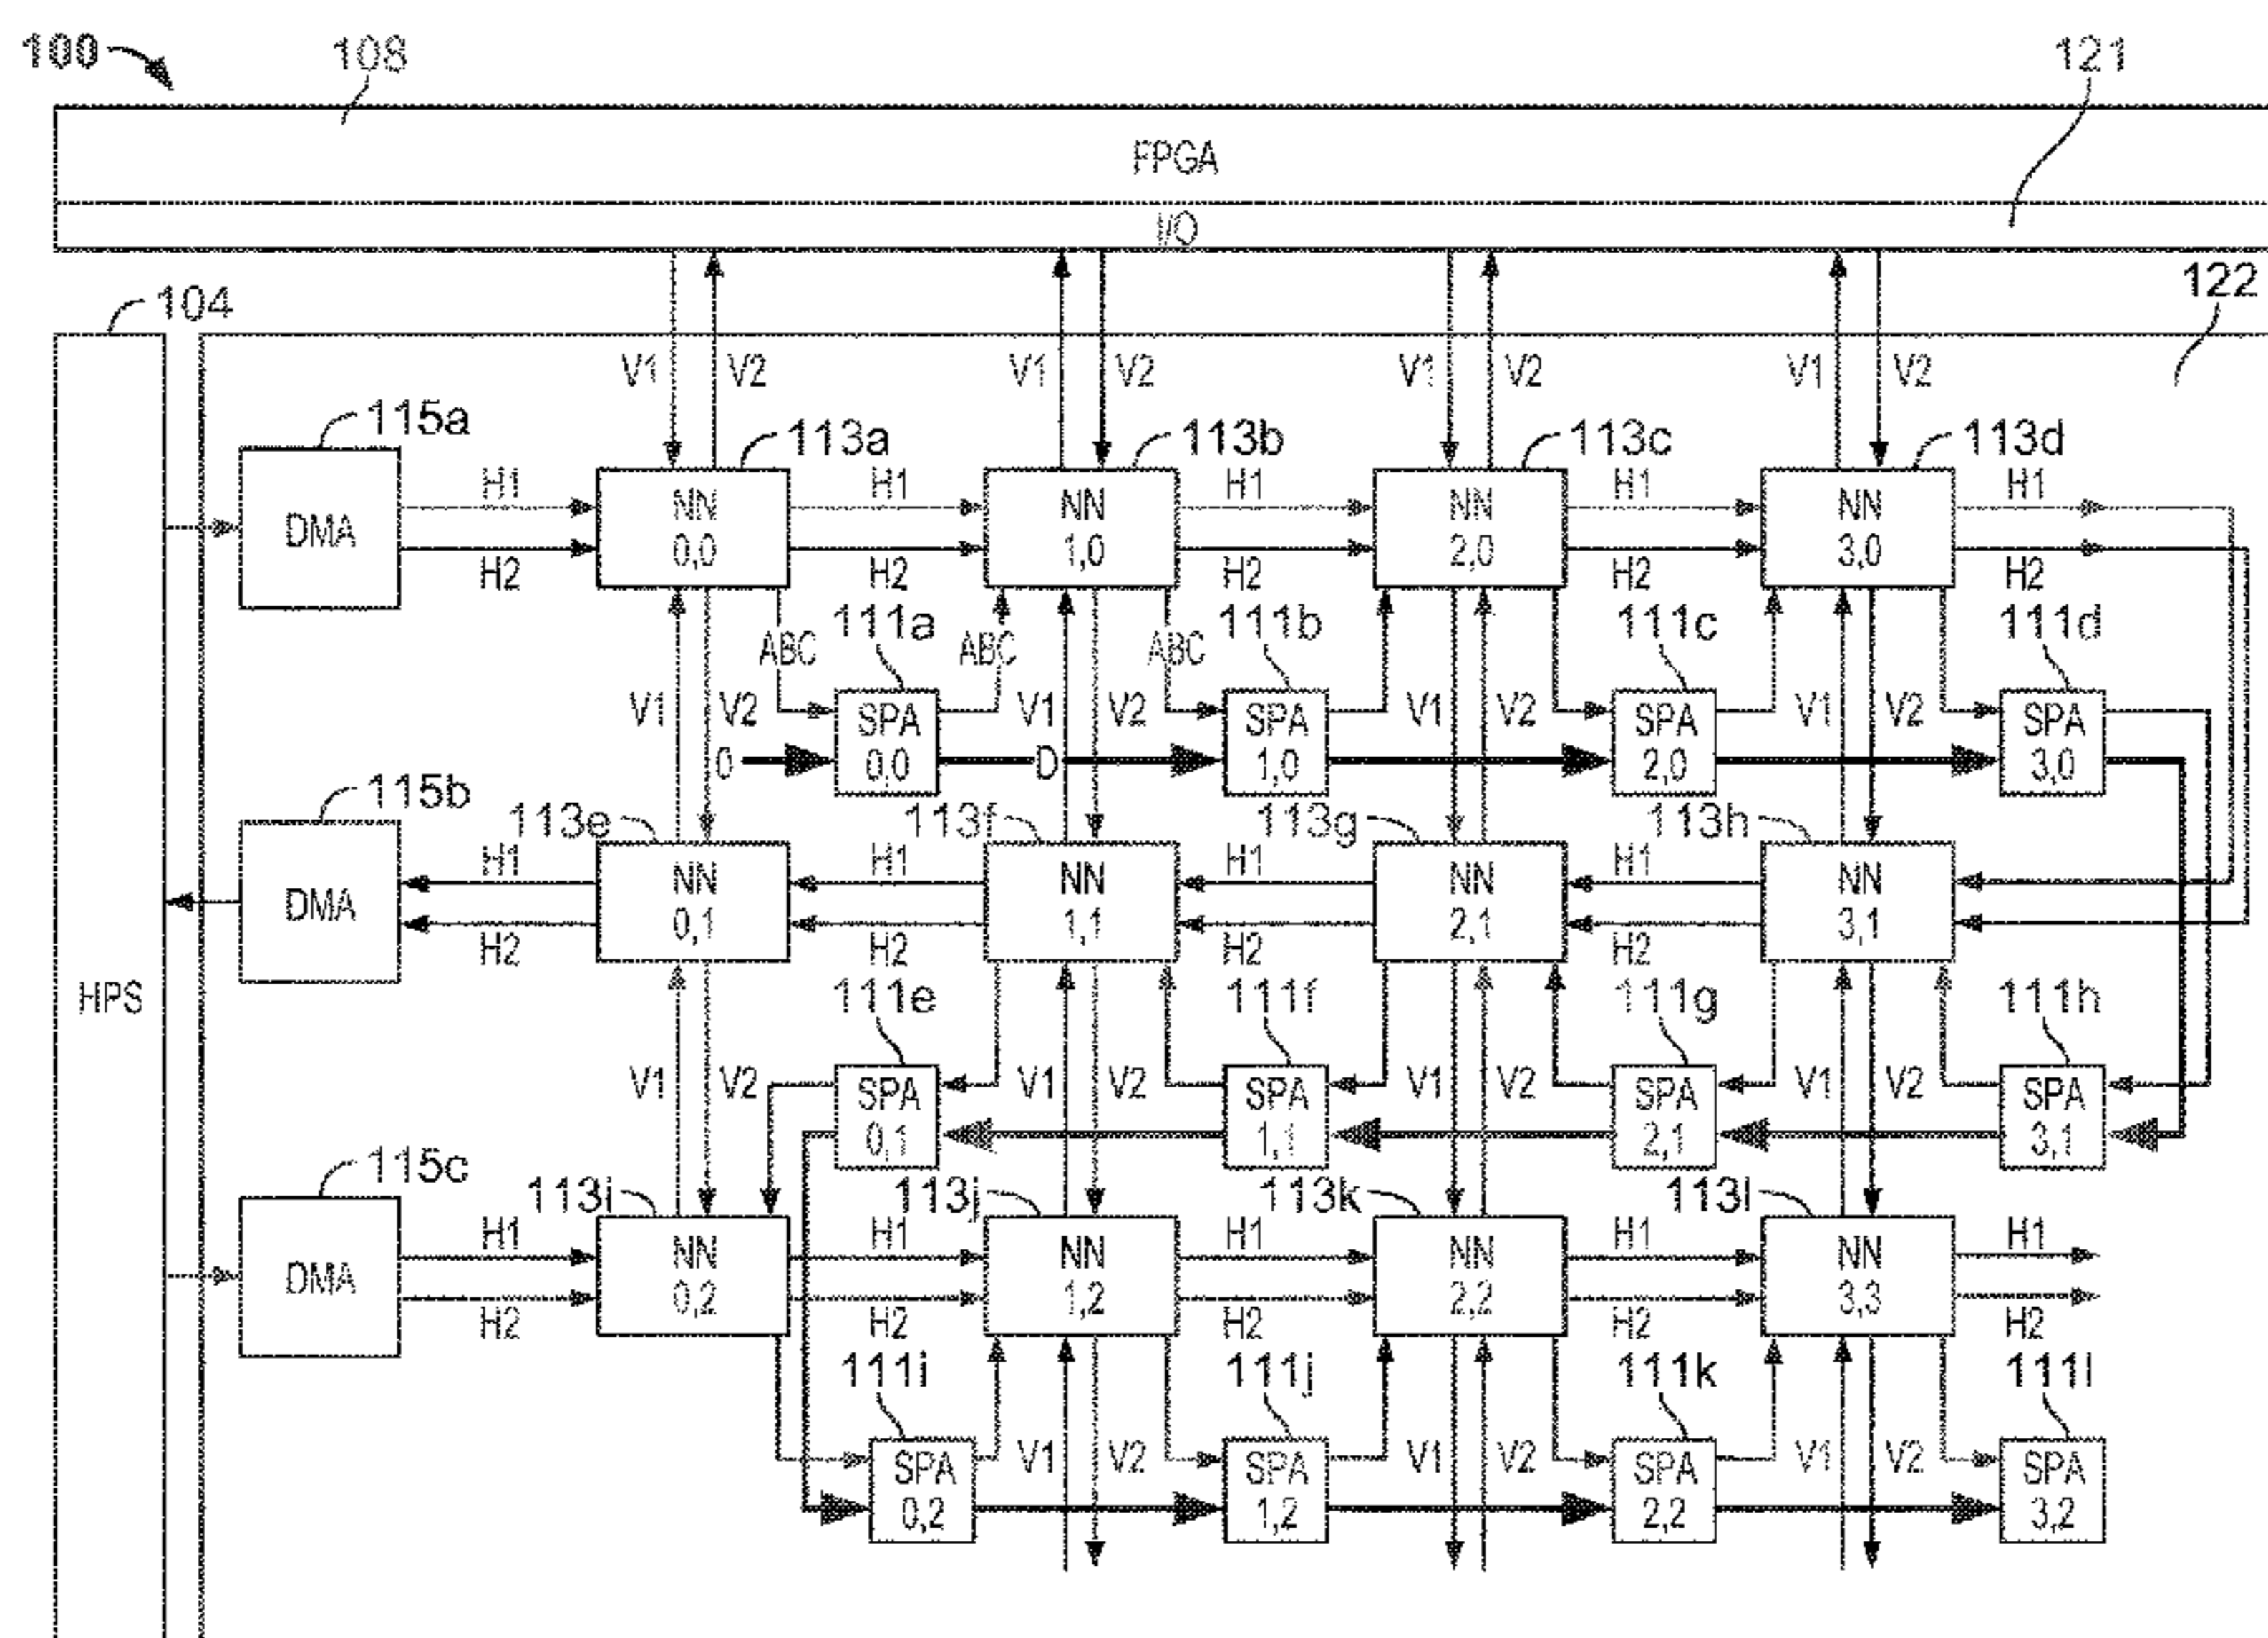 100 108 121
FPGA
I/O
104 122
V1 V2 V1 V2 V1 V2 V1 V2
115a 113a 113b 113c 113d
H1 H1 H1 H1 H1
DMA NN NN NN NN
0,0 1,0 2,0 3,0
H2 H2 H2 H2 H2
111a 111b 111c 111d
ABC ABC ABC
V1 V2 SPA V1 V2 SPA V1 V2 SPA V1 V2 SPA
0 0,0 D 1,0 2,0 3,0
115b 113e 113f 113g 113h
H1 H1 H1 H1
DMA NN NN NN NN
0,1 1,1 2,1 3,1
H2 H2 H2 H2
HPS 111e 111f 111g 111h
V1 V2 SPA V1 V2 SPA V1 V2 SPA V1 V2 SPA
0,1 1,1 2,1 3,1
115c 113i 113j 113k 113l
H1 H1 H1 H1 H1
DMA NN NN NN NN
0,2 1,2 2,2 3,3
H2 H2 H2 H2 H2
111i 111j 111k 111l
SPA V1 V2 SPA V1 V2 SPA V1 V2 SPA
0,2 1,2 2,2 3,2